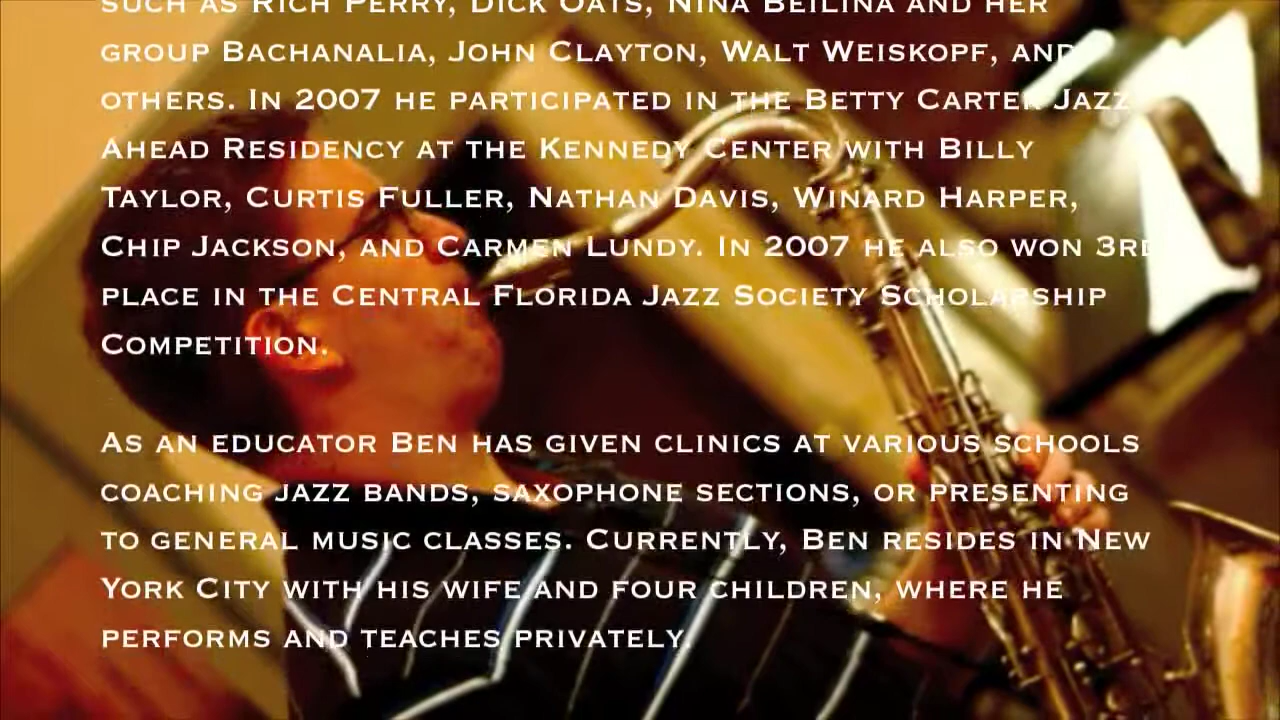 SUCH AS RICH PERRY, DICK OATS, NINA BEILINA AND HER
GROUP BACHANALIA, JOHN CLAYTON, WALT WEISKOPF, AND
OTHERS. IN 2007 HE PARTICIPATED IN THE BETTY CARTER JAZZ
AHEAD RESIDENCY AT THE KENNEDY CENTER WITH BILLY
TAYLOR, CURTIS FULLER, NATHAN DAVIS, WINARD HARPER,
CHIP JACKSON, AND CARMEN LUNDY. IN 2007 HE ALSO WON 3RD
PLACE IN THE CENTRAL FLORIDA JAZZ SOCIETY SCHOLARSHIP
COMPETITION.
AS AN EDUCATOR BEN HAS GIVEN CLINICS AT VARIOUS SCHOOLS
COACHING JAZZ BANDS, SAXOPHONE SECTIONS, OR PRESENTING
TO GENERAL MUSIC CLASSES. CURRENTLY, BEN RESIDES IN NEW
YORK CITY WITH HIS WIFE AND FOUR CHILDREN, WHERE HE
PERFORMS AND TEACHES PRIVATELY.